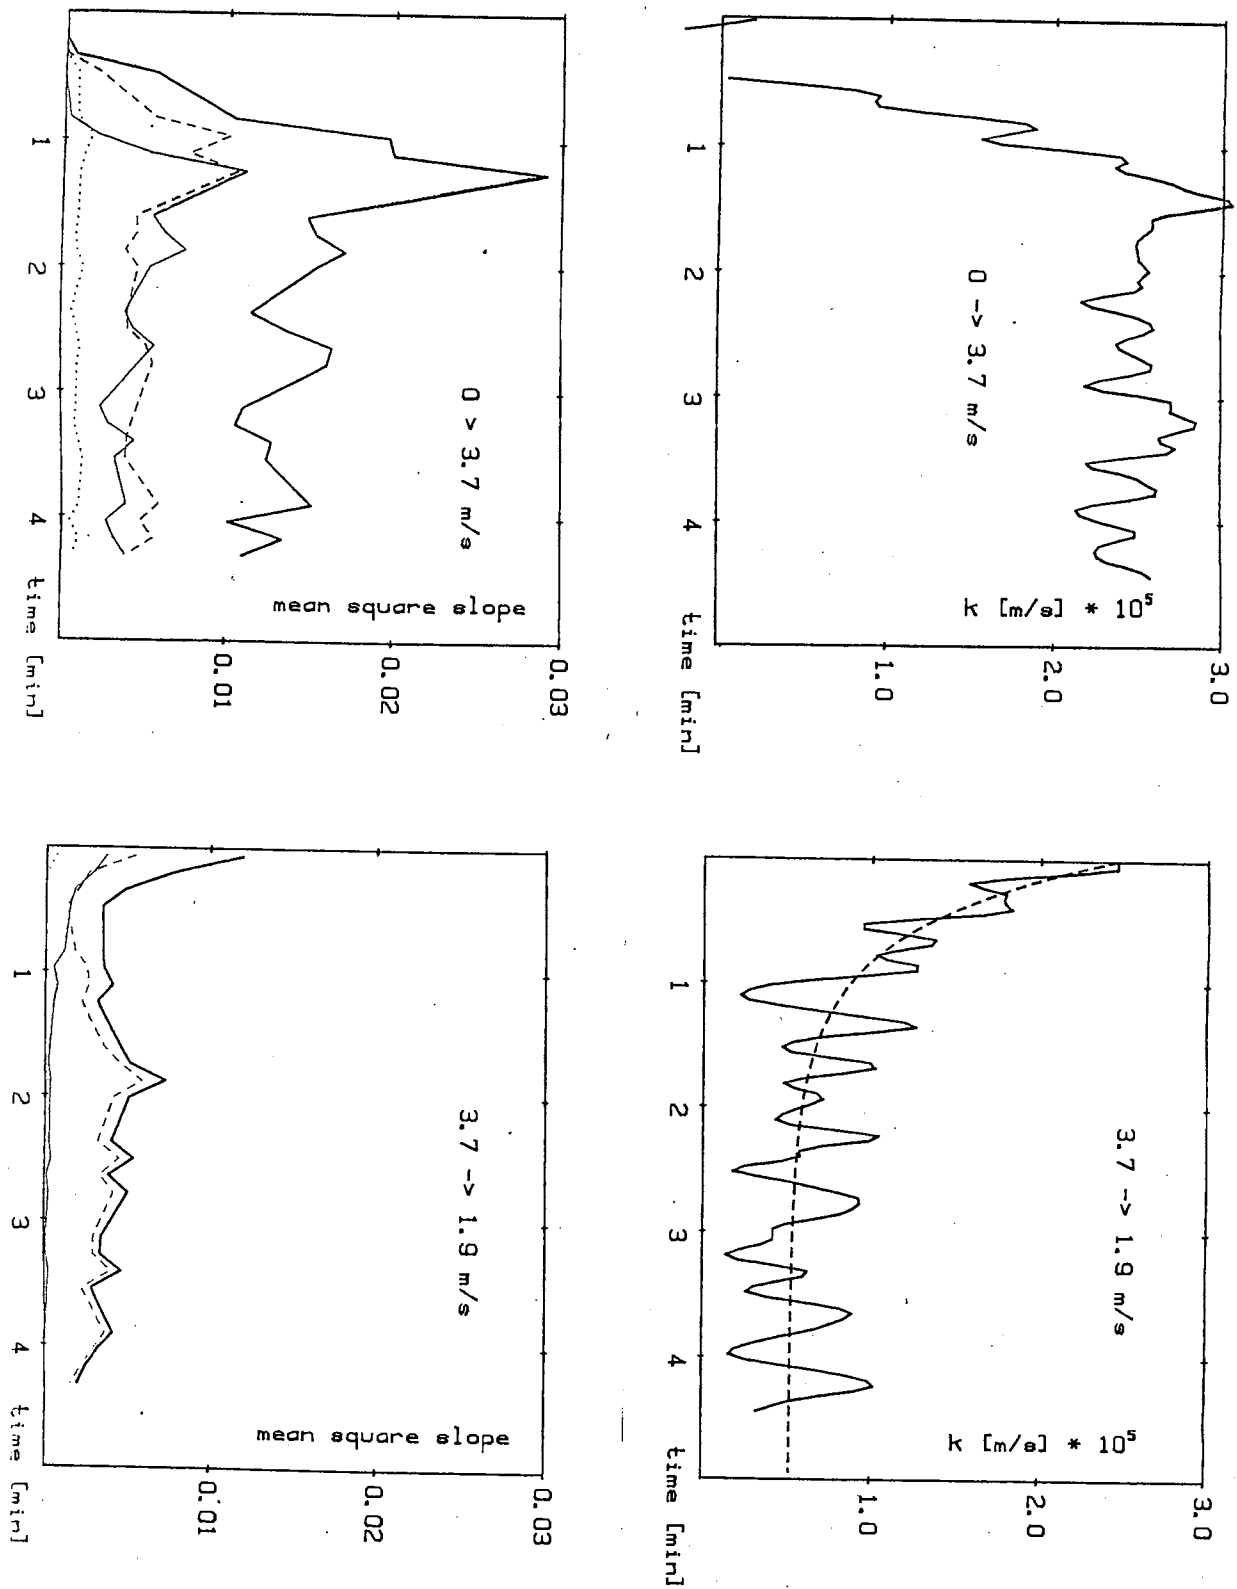 1
2
3
4
time [min]
0.01
0.02
0.03
0 > 3.7 m/s
mean square slope
1
2
3
4
time [min]
1.0
2.0
3.0
0 -> 3.7 m/s
k [m/s] * 10⁵
1
2
3
4
time [min]
0.01
0.02
0.03
3.7 -> 1.9 m/s
mean square slope
1
2
3
4
time [min]
1.0
2.0
3.0
3.7 -> 1.9 m/s
k [m/s] * 10⁵